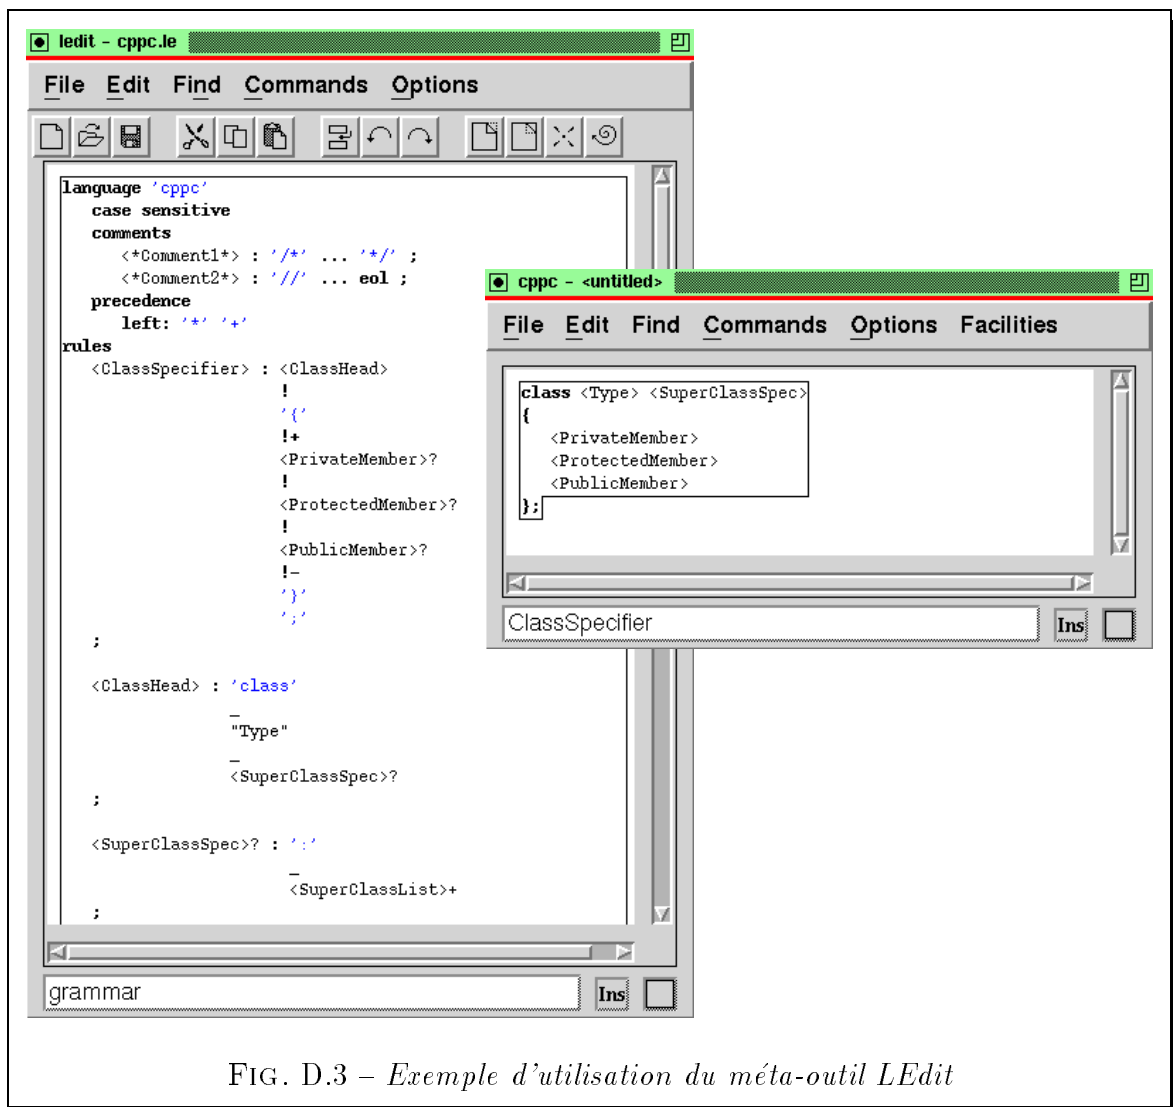 ledit - cppc.le
File Edit Find Commands Options
language 'cppc'
case sensitive
comments
<*Comment1*> : '/*' ... '*/' ;
<*Comment2*> : '//' ... eol ;
precedence
left: '*' '+'
rules
<ClassSpecifier> : <ClassHead>
!
'{'
!+
<PrivateMember>?
!
<ProtectedMember>?
!
<PublicMember>?
!-
'}'
';'
;
<ClassHead> : 'class'
_
"Type"
_
<SuperClassSpec>?
;
<SuperClassSpec>? : ':'
_
<SuperClassList>+
;
grammar
Ins
cppc - <untitled>
File Edit Find Commands Options Facilities
class <Type> <SuperClassSpec>
{
<PrivateMember>
<ProtectedMember>
<PublicMember>
};
ClassSpecifier
Ins
FIG. D.3 – Exemple d'utilisation du méta-outil LEdit